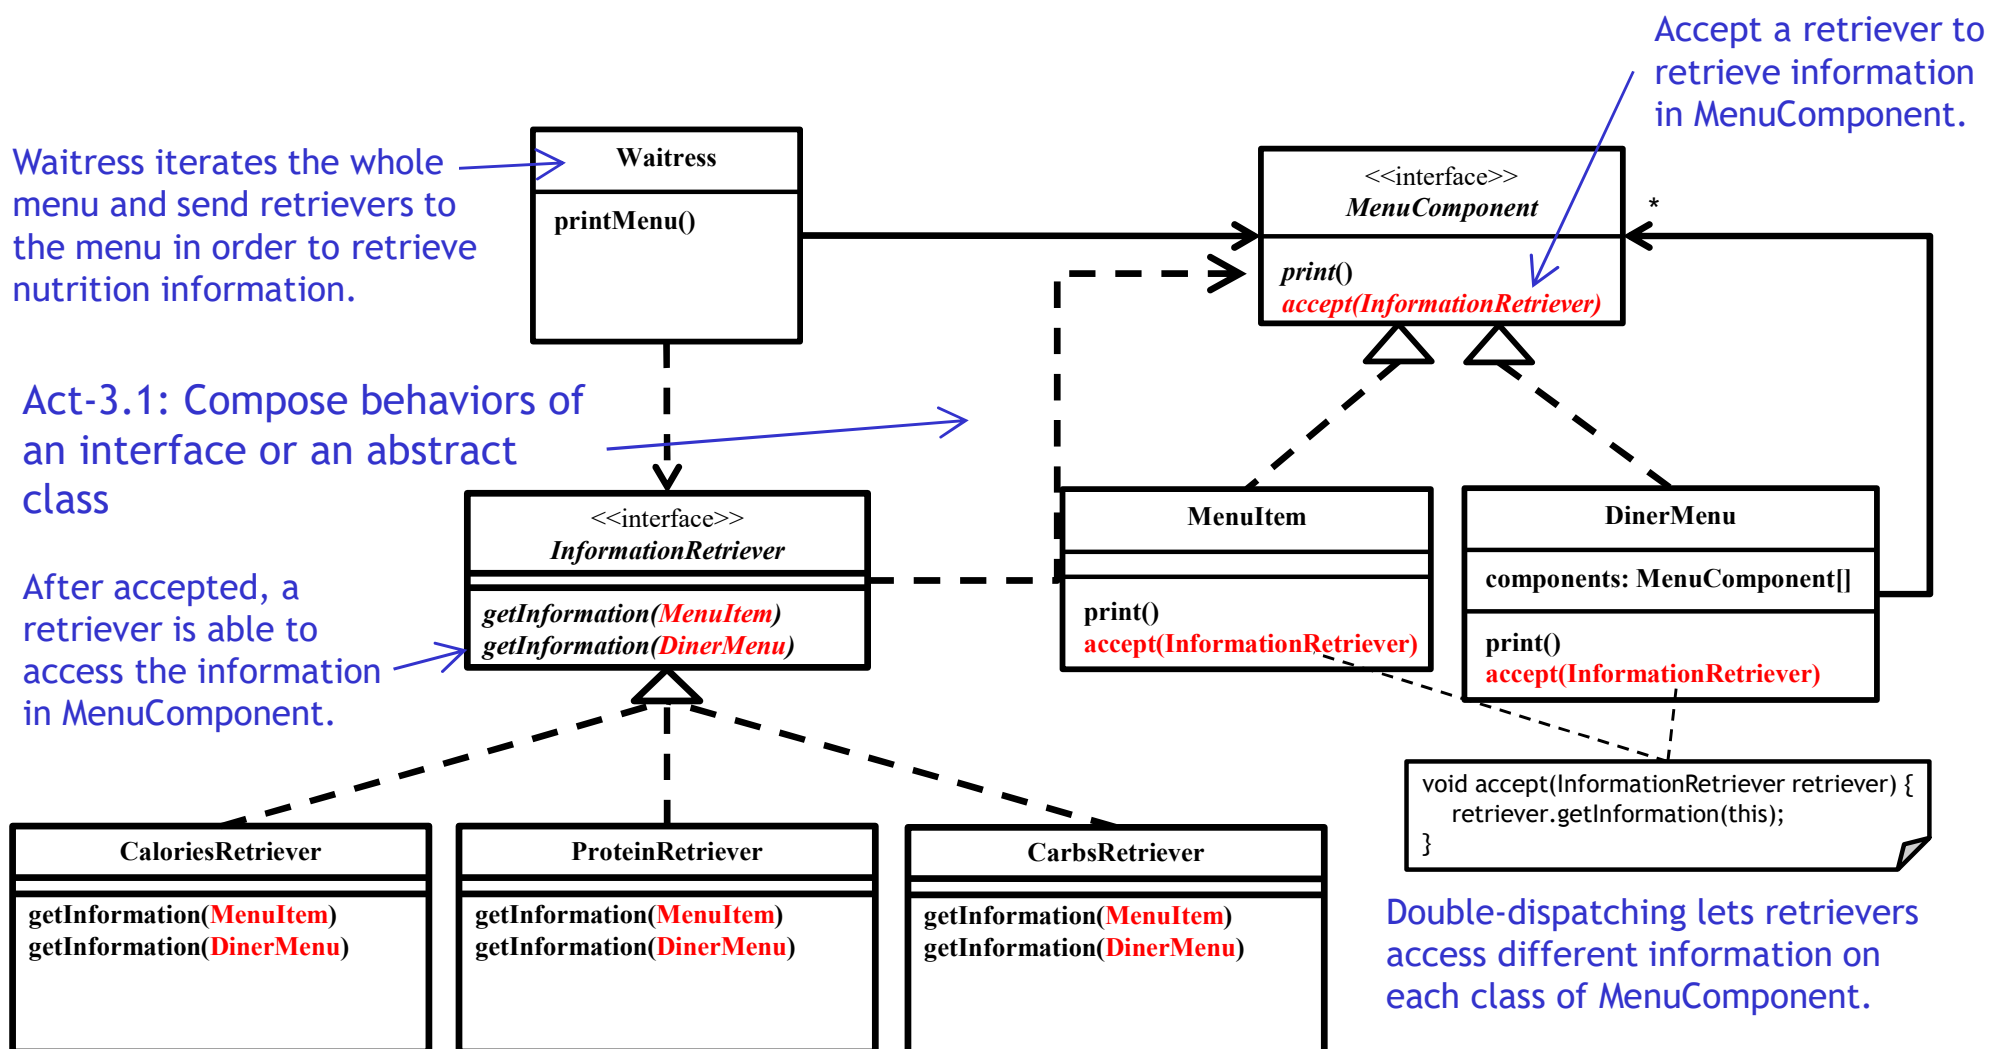 Accept a retriever to
retrieve information
in MenuComponent.
Waitress iterates the whole
menu and send retrievers to
the menu in order to retrieve
nutrition information.
Waitress
printMenu()
<<interface>>
MenuComponent
*
print()
accept(InformationRetriever)
Act-3.1: Compose behaviors of
an interface or an abstract
class
<<interface>>
InformationRetriever
getInformation(MenuItem)
getInformation(DinerMenu)
After accepted, a
retriever is able to
access the information
in MenuComponent.
MenuItem
print()
accept(InformationRetriever)
DinerMenu
components: MenuComponent[]
print()
accept(InformationRetriever)
void accept(InformationRetriever retriever) {
retriever.getInformation(this);
}
CaloriesRetriever
getInformation(MenuItem)
getInformation(DinerMenu)
ProteinRetriever
getInformation(MenuItem)
getInformation(DinerMenu)
CarbsRetriever
getInformation(MenuItem)
getInformation(DinerMenu)
Double-dispatching lets retrievers
access different information on
each class of MenuComponent.